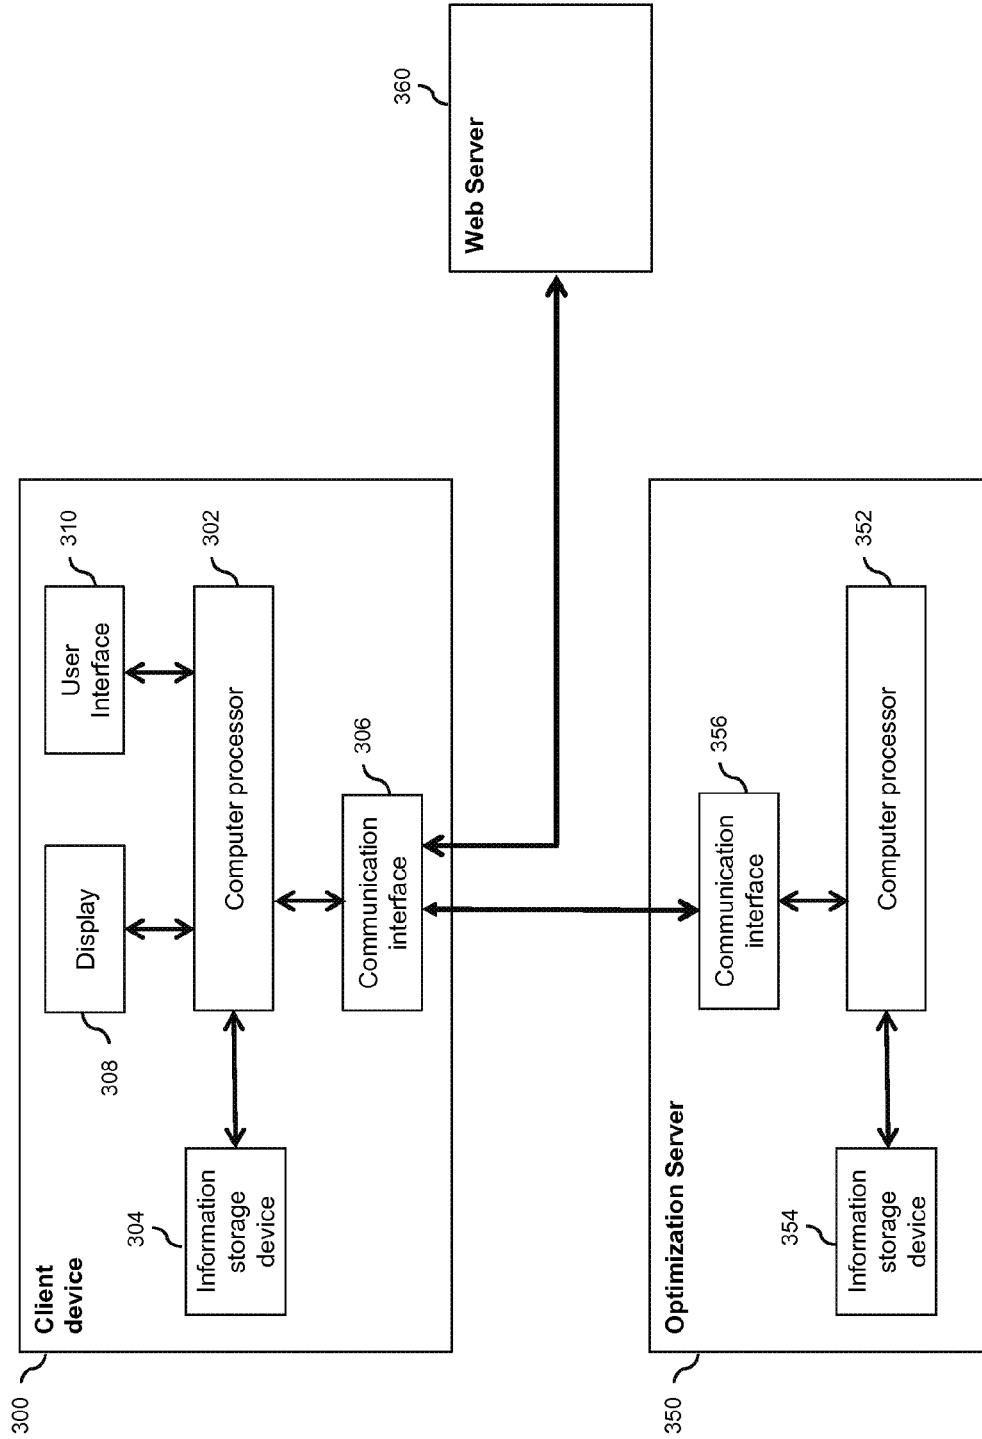 300
Client
device
304
Information
storage
device
308
Display
310
User
Interface
302
Computer processor
306
Communication
interface
360
Web Server
350
Optimization Server
354
Information
storage
device
356
Communication
interface
352
Computer processor